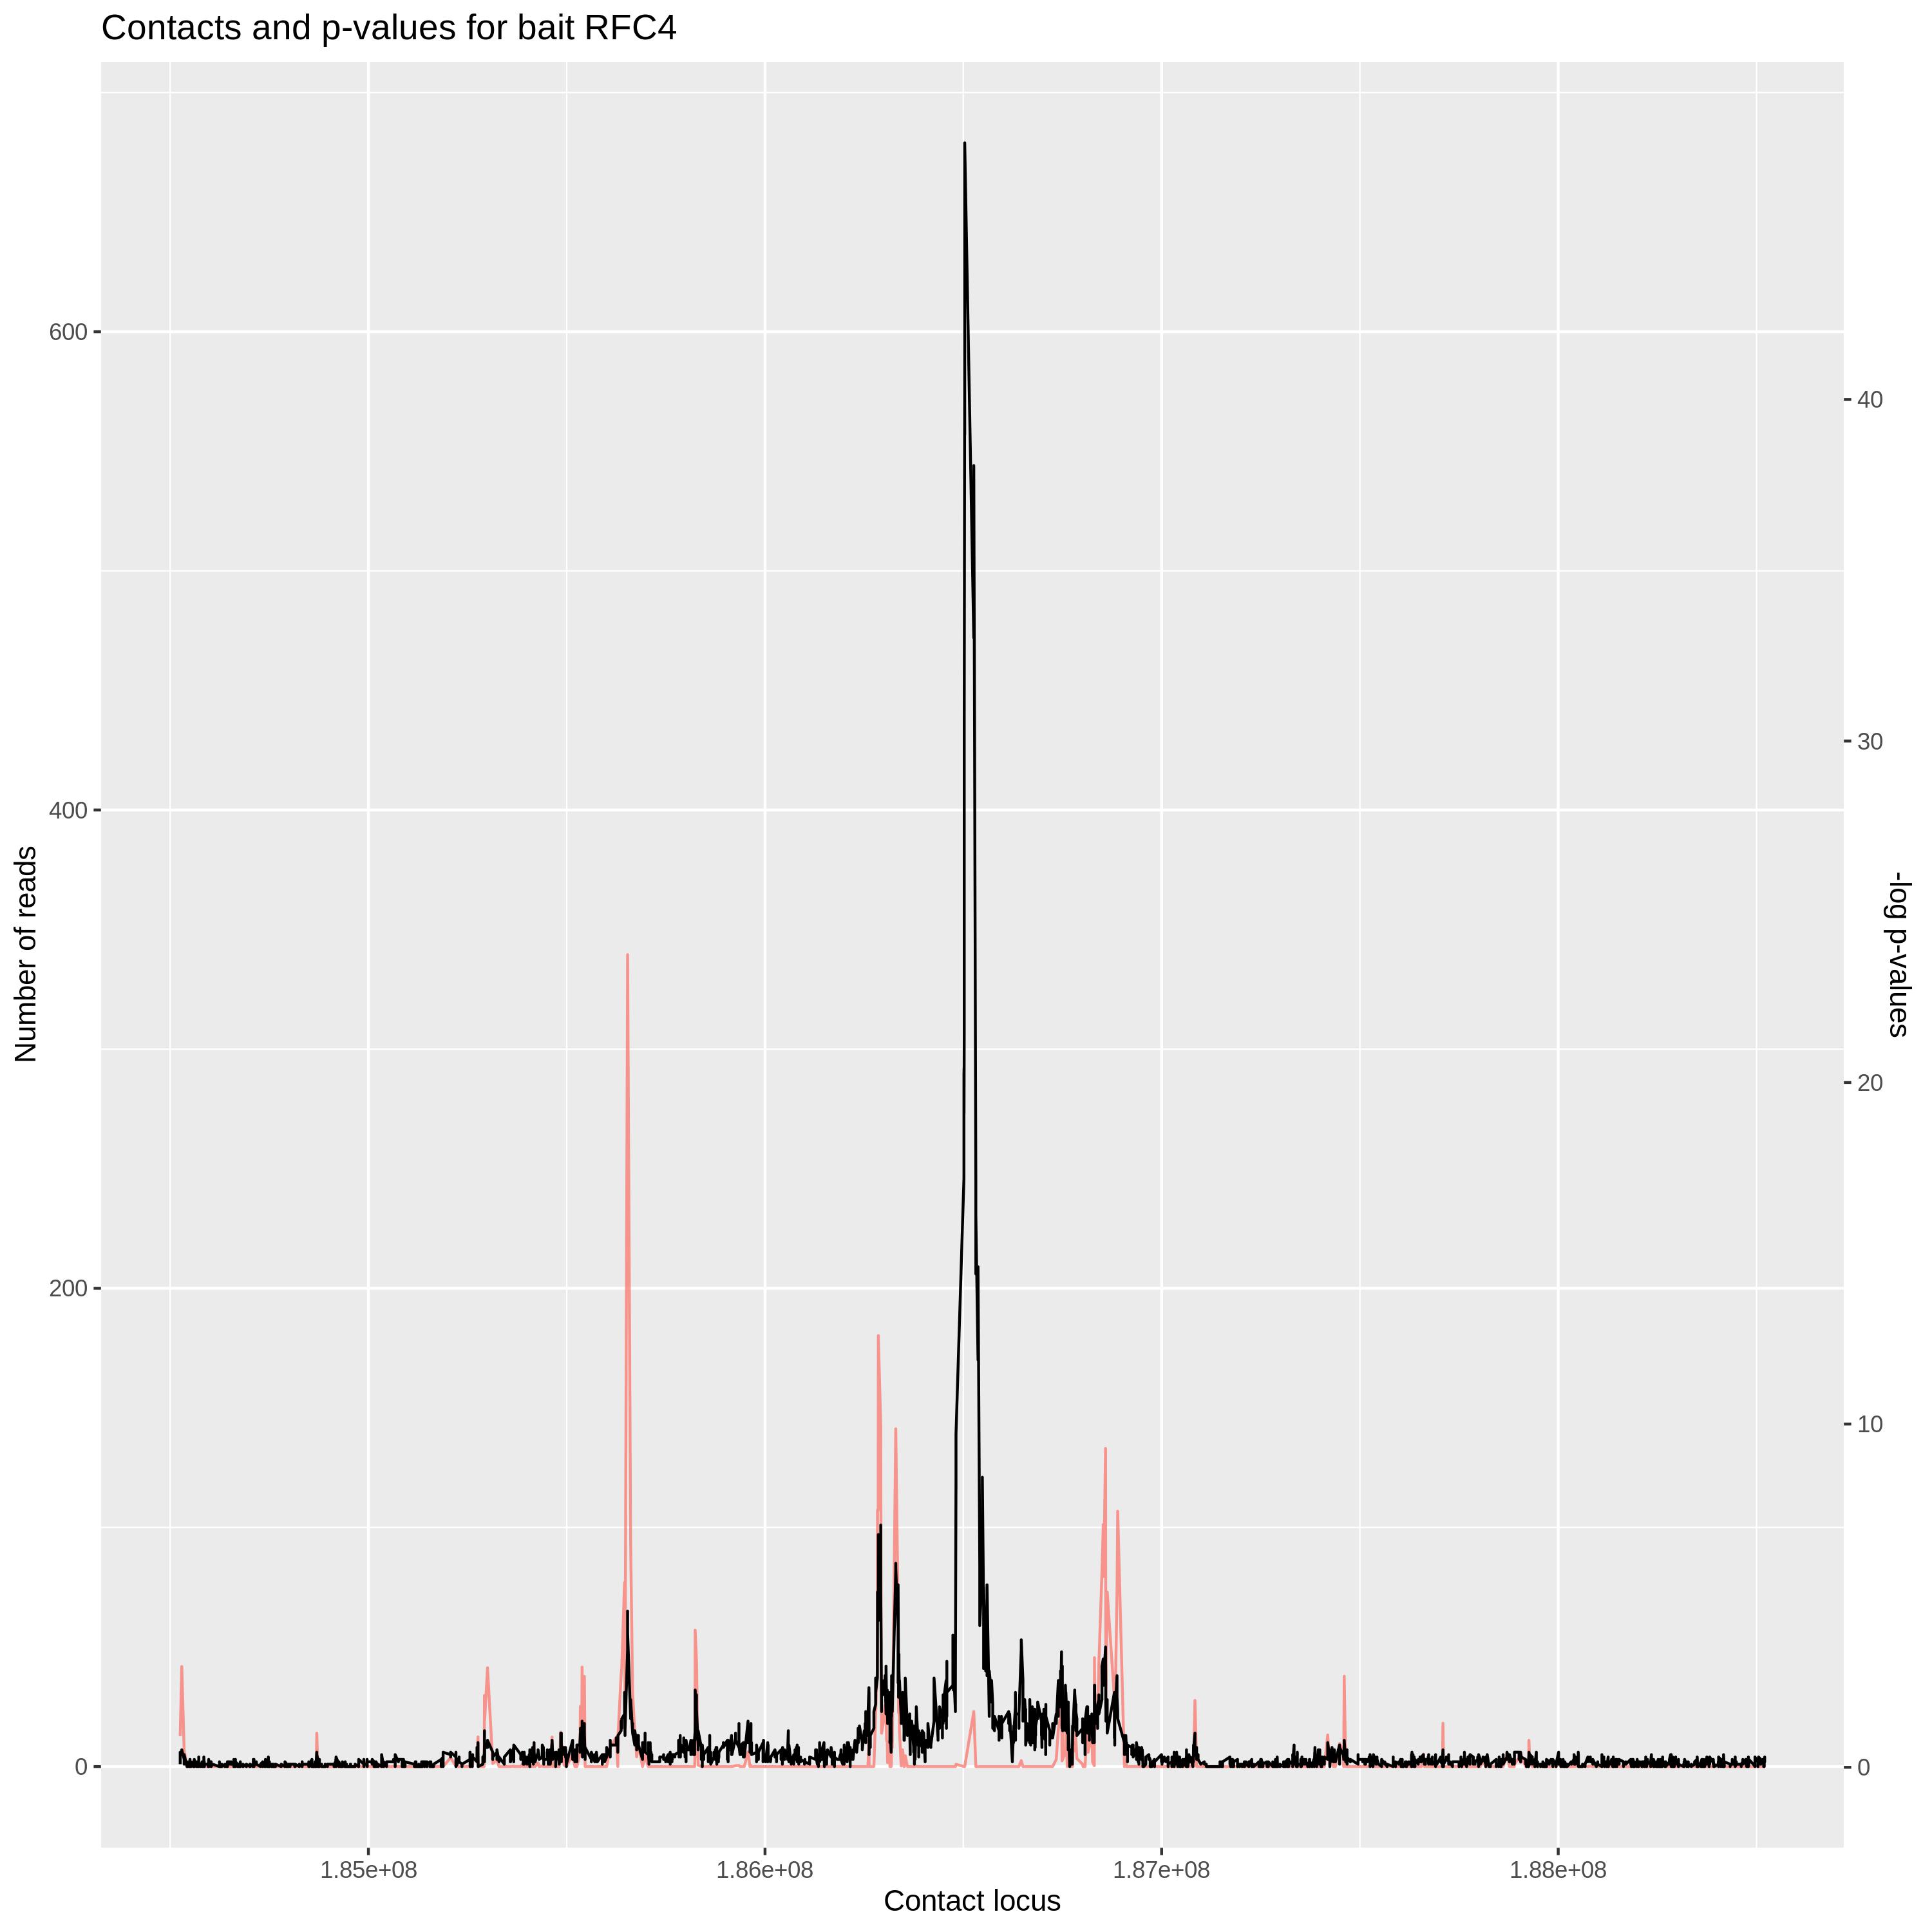 Contacts and p-values for bait RFC4
600
400
200
0
Number of reads
40
30
20
10
0
-log p-values
1.85e+08
1.86e+08
1.87e+08
1.88e+08
Contact locus